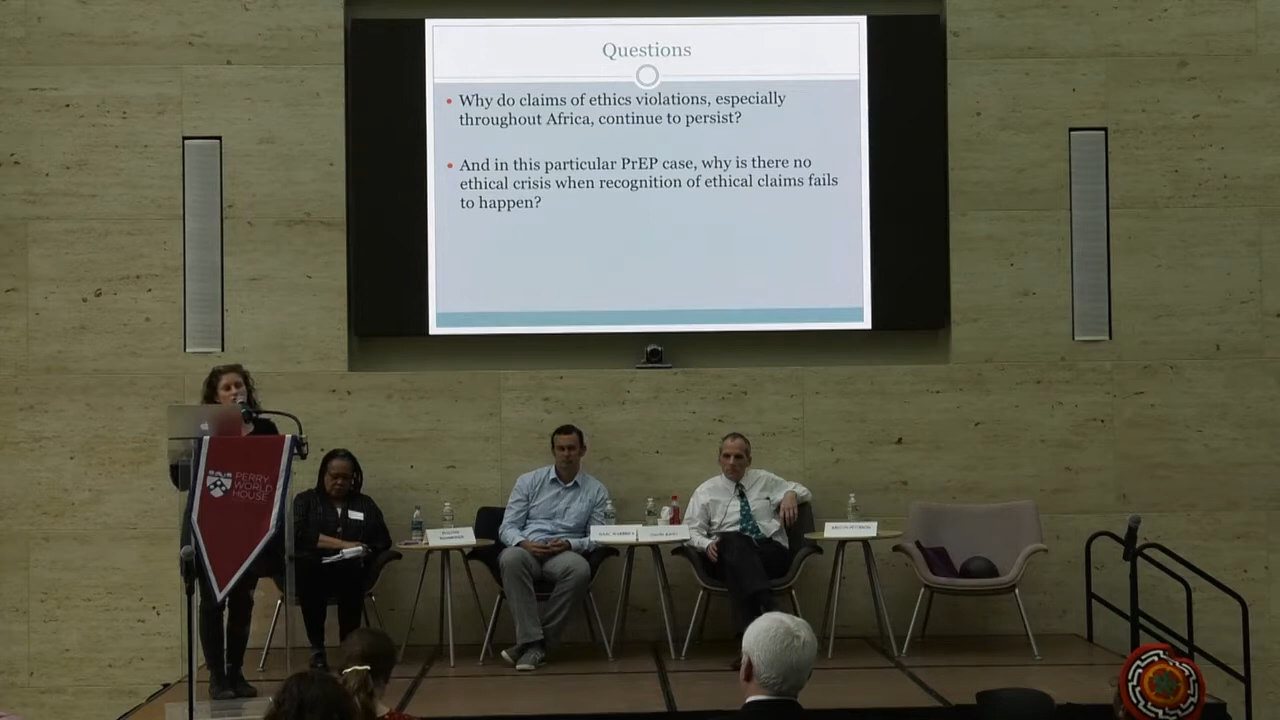 Questions
• Why do claims of ethics violations, especially
throughout Africa, continue to persist?
• And in this particular PrEP case, why is there no
ethical crisis when recognition of ethical claims fails
to happen?
PERRY
WORLD
HOUSE